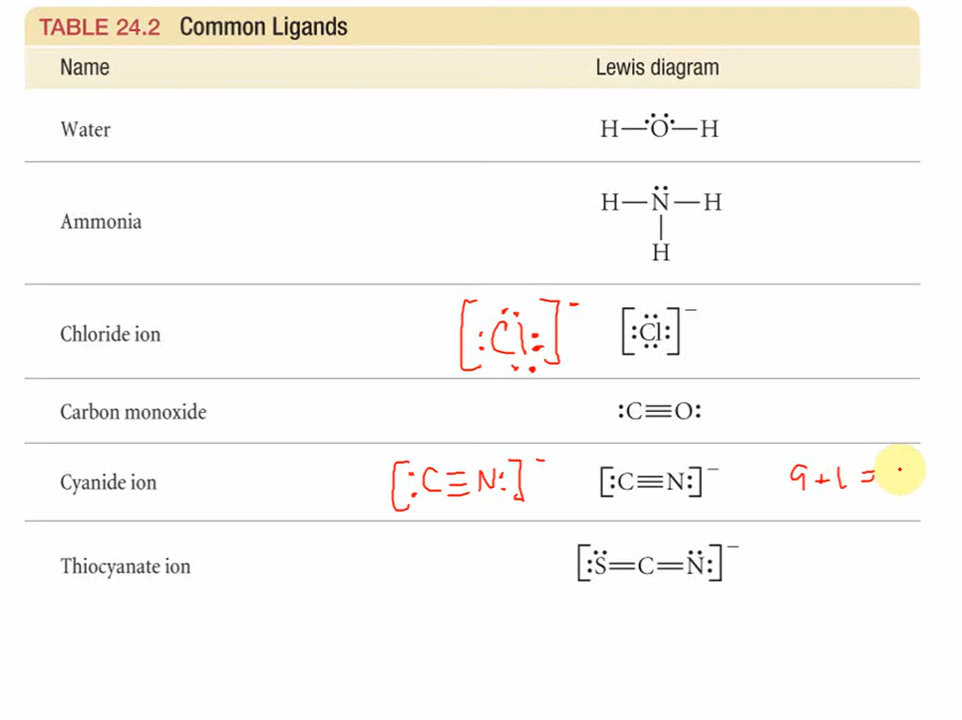 TABLE 24.2 Common Ligands
Name Lewis diagram
Water H—Ö—H
Ammonia H—N̈—H
|
H
Chloride ion [:Cl:]⁻ [:Cl:]⁻
Carbon monoxide :C≡O:
Cyanide ion [:C≡N:]⁻ [:C≡N:]⁻ 9+1=
Thiocyanate ion [:S̈=C=N̈:]⁻